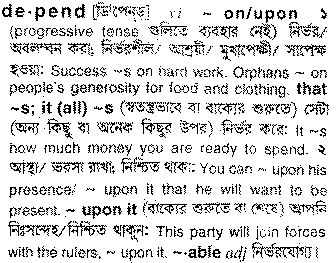 de·pend [ডিপেন্ড্] vi ~ on/upon ১
(progressive tense গুলিতে ব্যবহার নেই) নির্ভর/
অবলম্বন করা; নির্ভরশীল/ আশ্রয়ী/ মুখাপেক্ষী/ সাপেক্ষ
হওয়া: Success ~s on hard work. Orphans ~ on
people's generosity for food and clothing. that
~s; it (all) ~s (স্বতন্ত্রভাবে বা বাক্যের শুরুতে) সেটা
(অন্য কিছু বা অনেক কিছুর উপর) নির্ভর করে: It ~s
how much money you are ready to spend. ২
আস্থা/ ভরসা রাখা; নিশ্চিত থাকা: You can ~ upon his
presence/ ~ upon it that he will want to be
present. ~ upon it (বাক্যের শুরুতে বা শেষে) আপনি
নিঃসন্দেহ/নিশ্চিত থাকুন: This party will join forces
with the rulers, ~ upon it. ~·able adj নির্ভরযোগ্য।